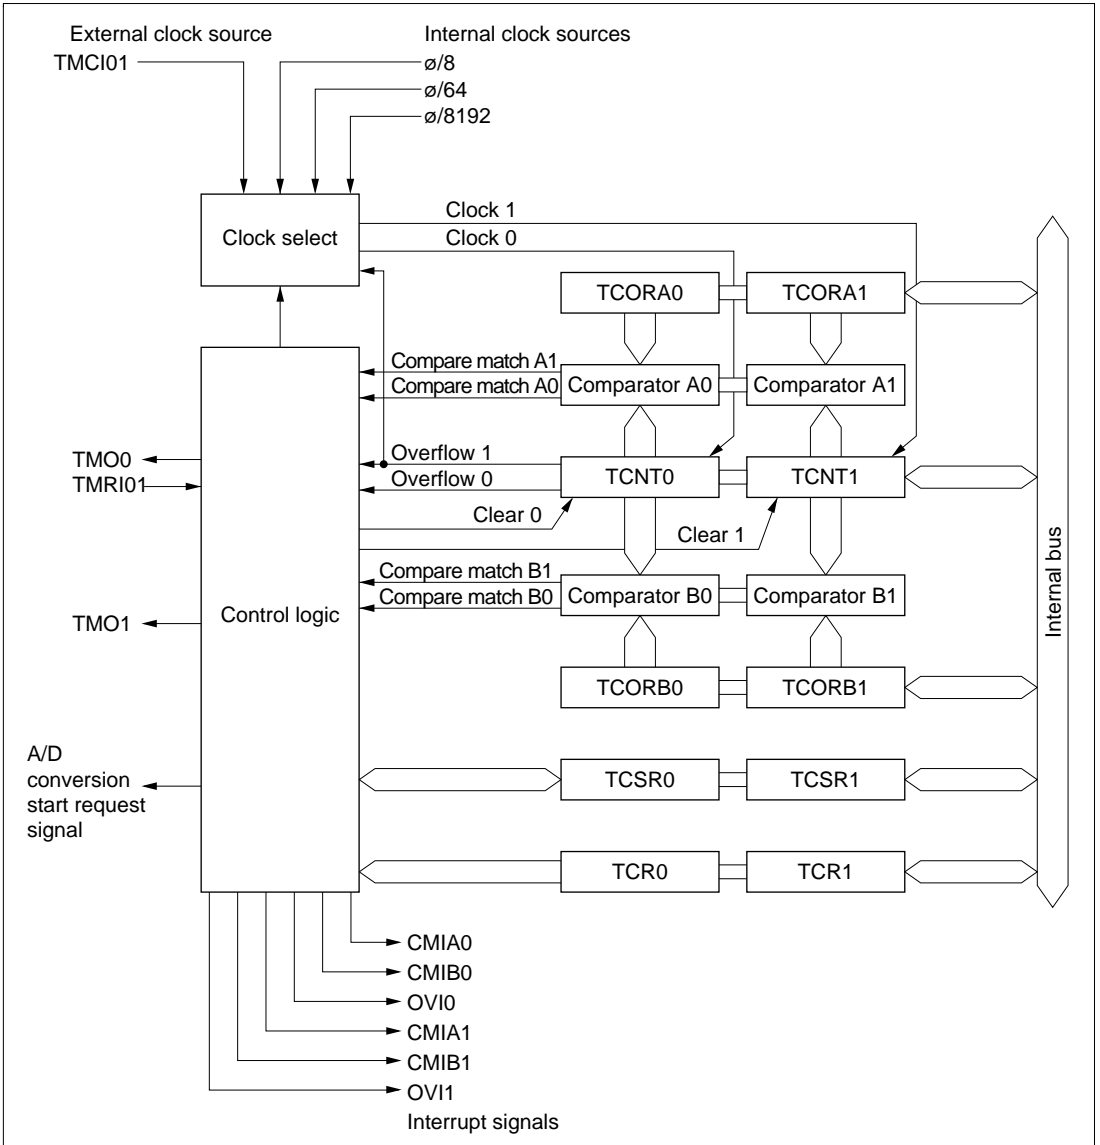 External clock source
Internal clock sources
TMCI01
ø/8
ø/64
ø/8192
Clock select
Clock 1
Clock 0
TCORA0
TCORA1
Compare match A1
Compare match A0
Comparator A0
Comparator A1
TMO0
TMRI01
Overflow 1
Overflow 0
TCNT0
TCNT1
Clear 0
Clear 1
Internal bus
Compare match B1
Compare match B0
Comparator B0
Comparator B1
Control logic
TMO1
TCORB0
TCORB1
A/D
conversion
start request
signal
TCSR0
TCSR1
TCR0
TCR1
CMIA0
CMIB0
OVI0
CMIA1
CMIB1
OVI1
Interrupt signals